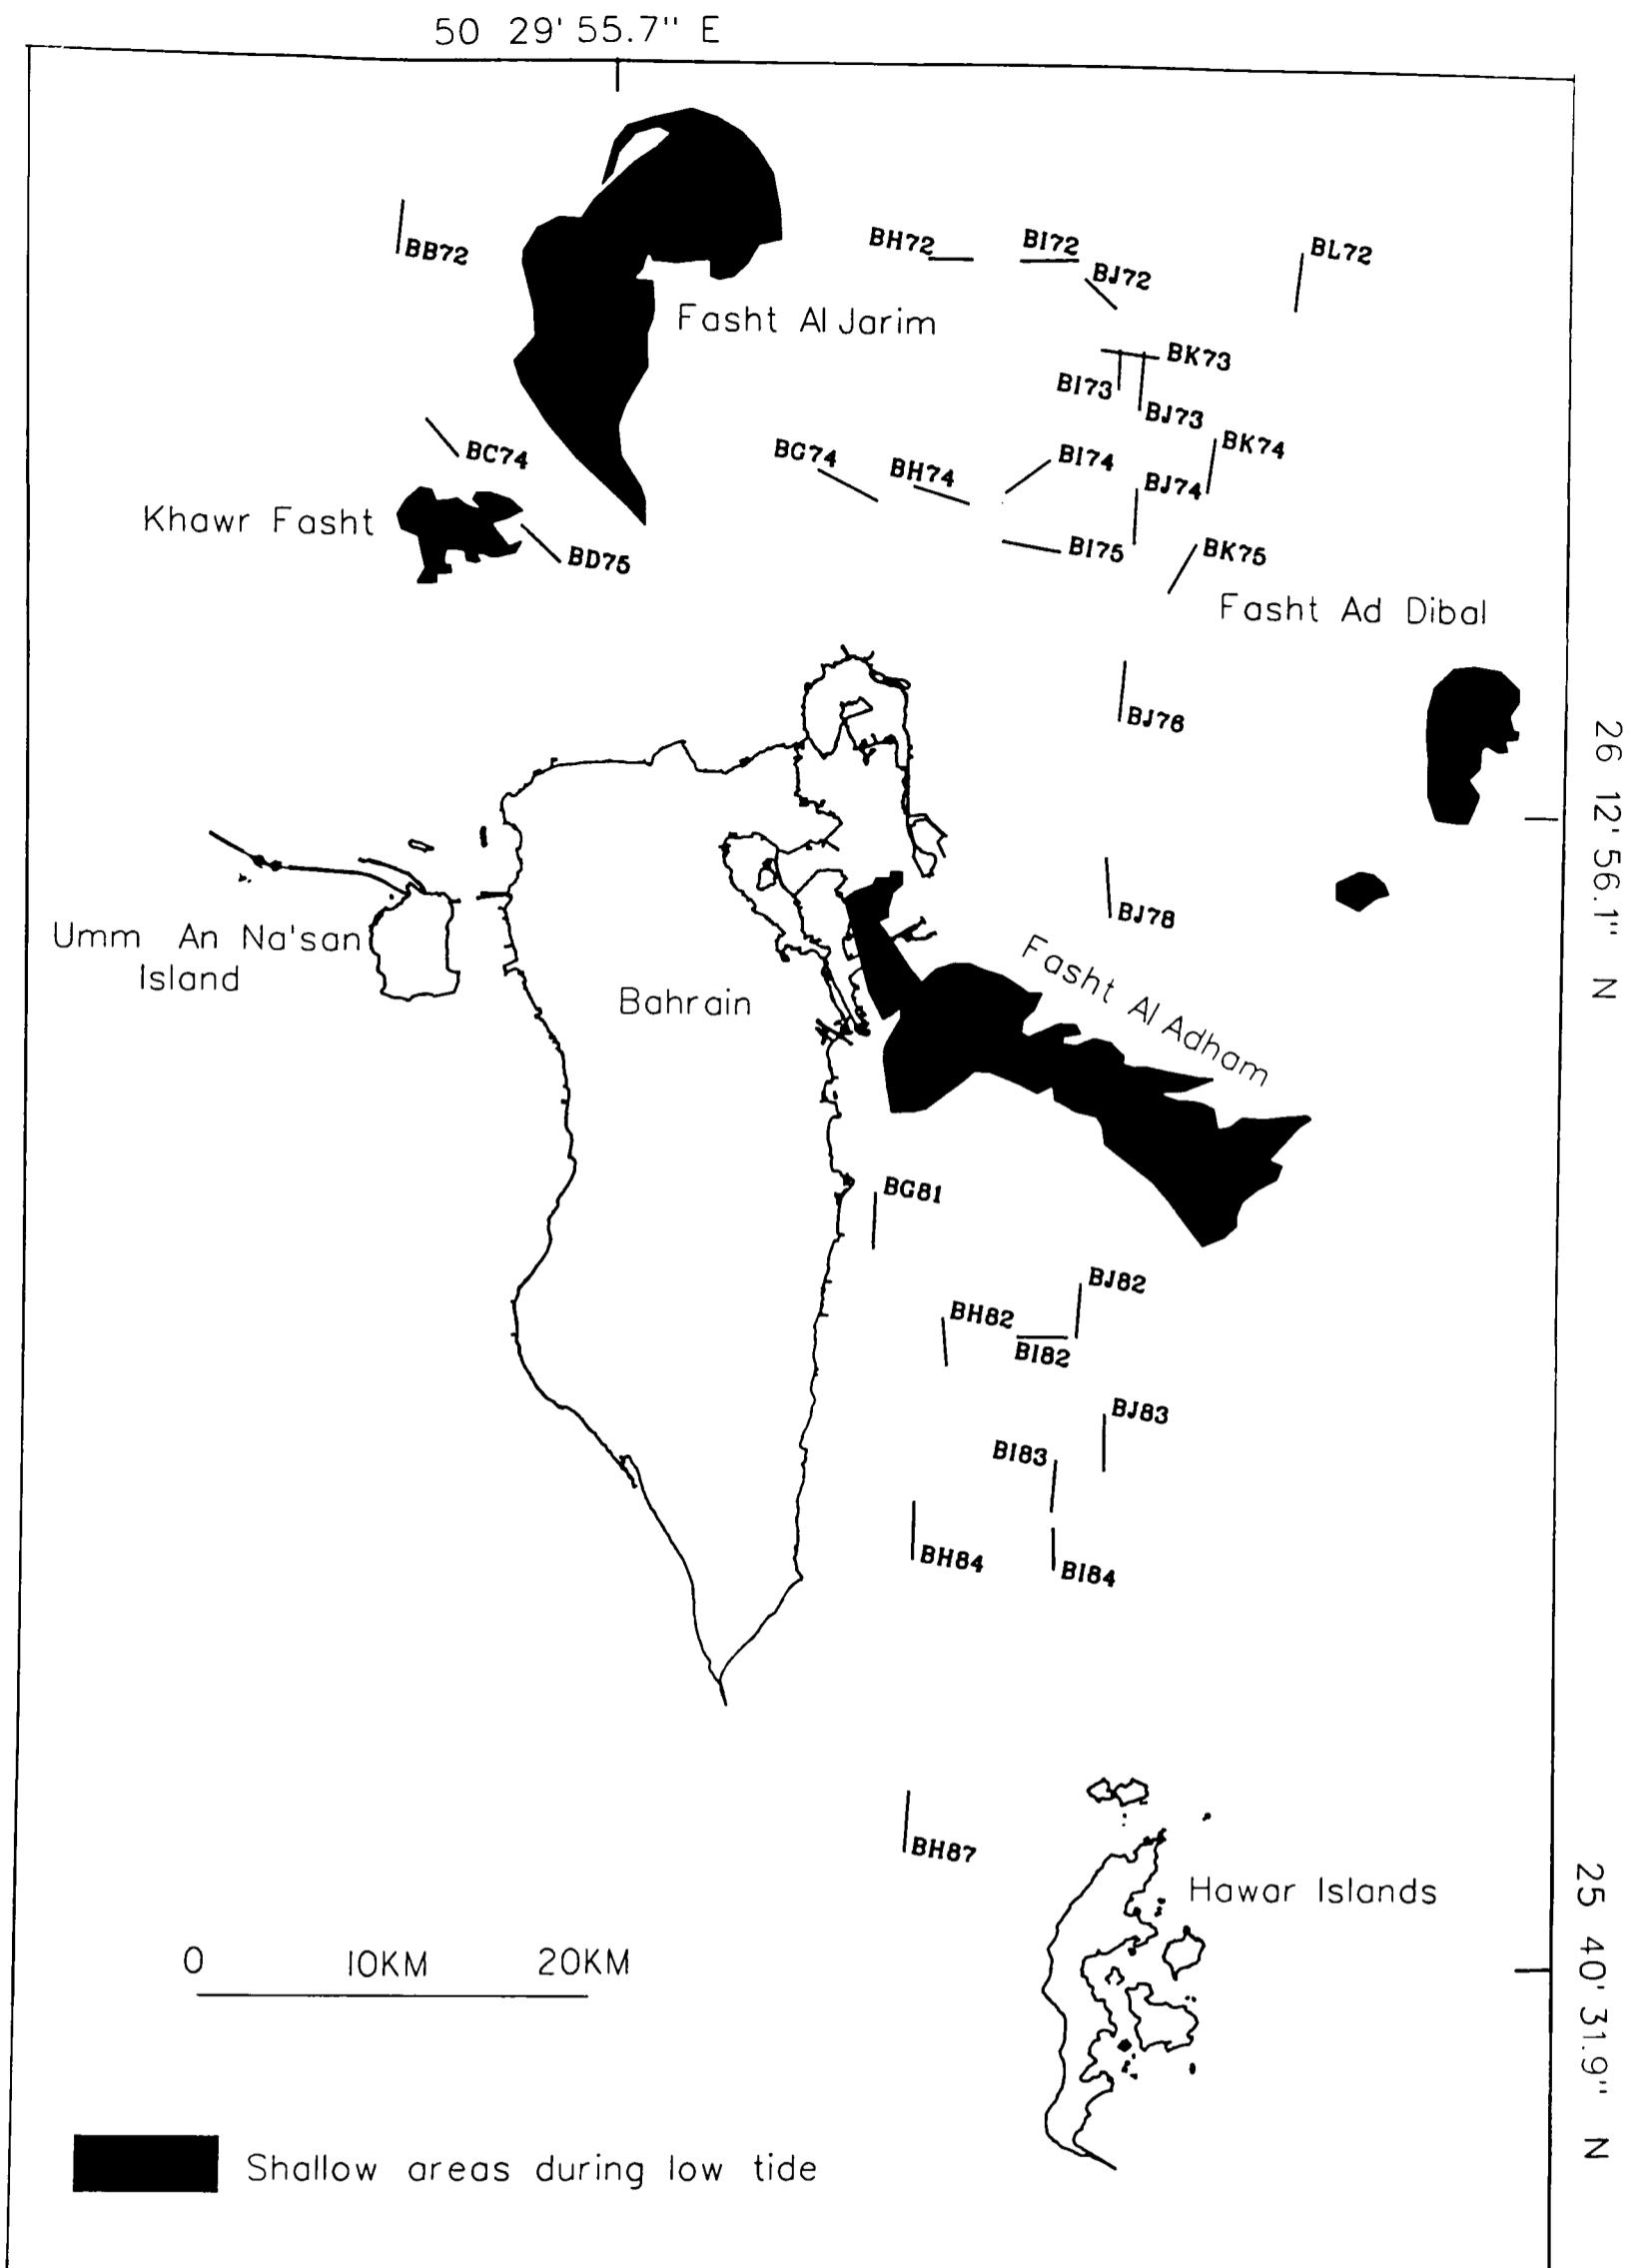 50 29' 55.7" E
BB72
BH72
BI72
BL72
BJ72
Fasht Al Jarim
BK73
BI73
BJ73
BC74
BG74
BH74
BI74
BK74
BJ74
Khawr Fasht
BD75
BI75
BK75
Fasht Ad Dibal
BJ76
26 12' 56.1" N
BJ78
Umm An Na'san
Island
Bahrain
Fasht Al Adham
BG81
BJ82
BH82
BI82
BJ83
BI83
BH84
BI84
BH87
Hawar Islands
25 40' 31.9" N
0 10KM 20KM
Shallow areas during low tide